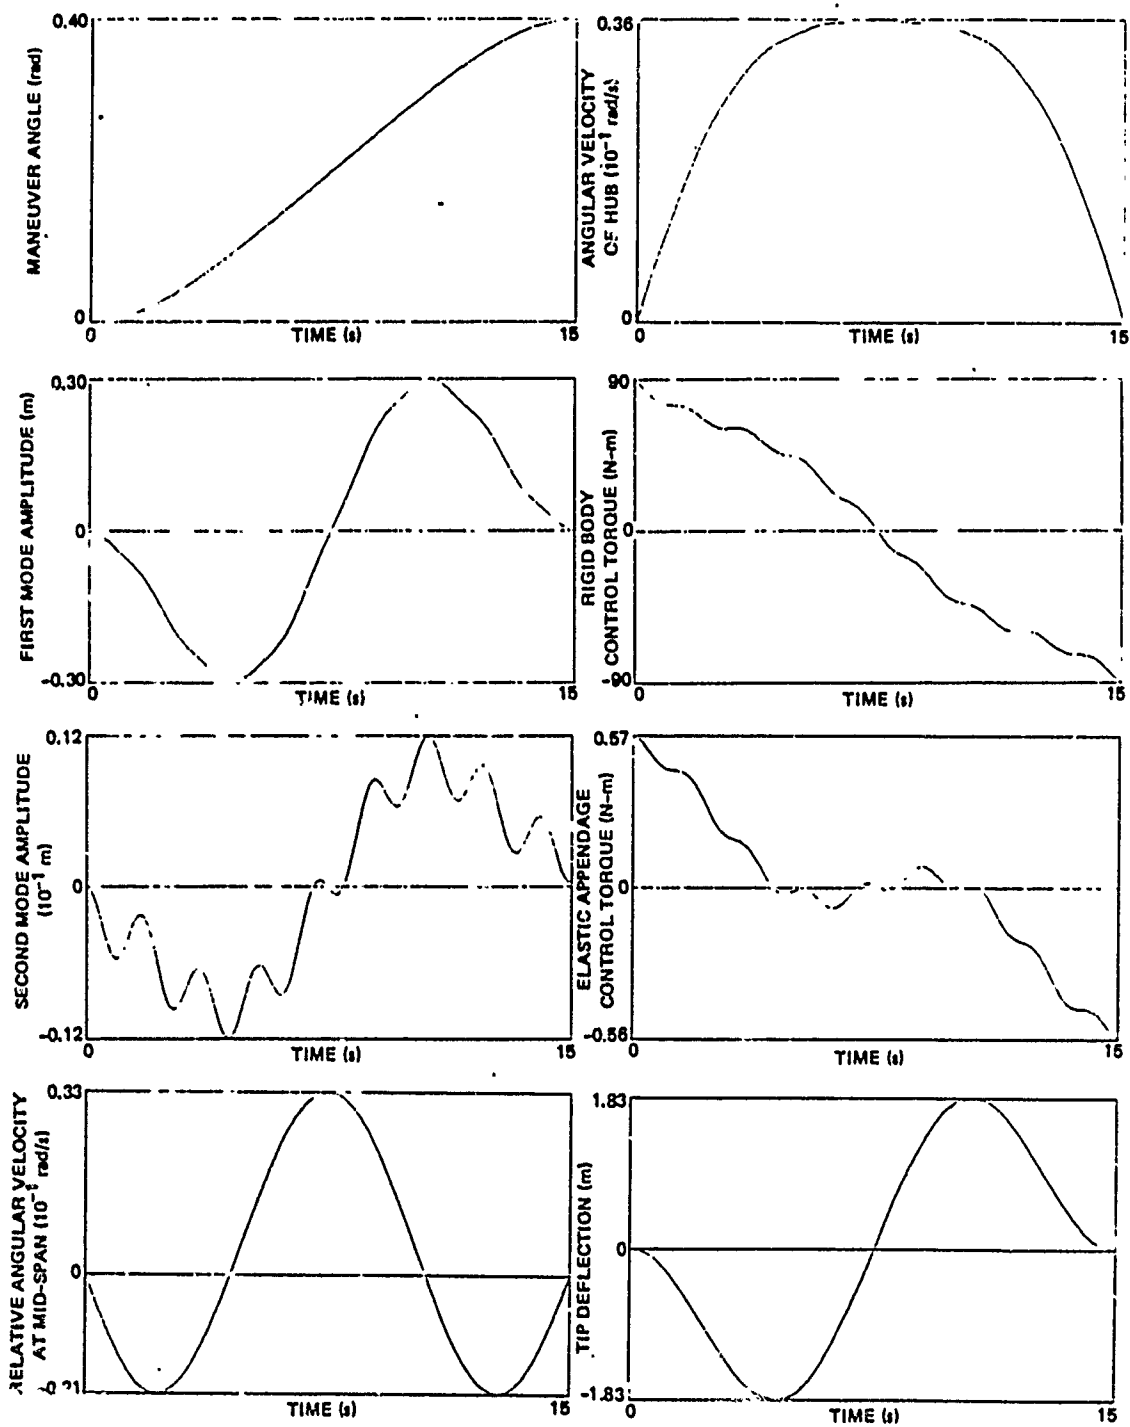 MANEUVER ANGLE (rad)
0.40
0
0
TIME (s)
15
ANGULAR VELOCITY
OF HUB (10⁻¹ rad/s)
0.36
0
0
TIME (s)
15
FIRST MODE AMPLITUDE (m)
0.30
0
-0.30
0
TIME (s)
15
RIGID BODY
CONTROL TORQUE (N-m)
90
0
-90
0
TIME (s)
15
SECOND MODE AMPLITUDE
(10⁻¹ m)
0.12
0
-0.12
0
TIME (s)
15
ELASTIC APPENDAGE
CONTROL TORQUE (N-m)
0.57
0
-0.56
0
TIME (s)
15
RELATIVE ANGULAR VELOCITY
AT MID-SPAN (10⁻¹ rad/s)
0.33
0
-0.21
0
TIME (s)
15
TIP DEFLECTION (m)
1.83
0
-1.83
0
TIME (s)
15